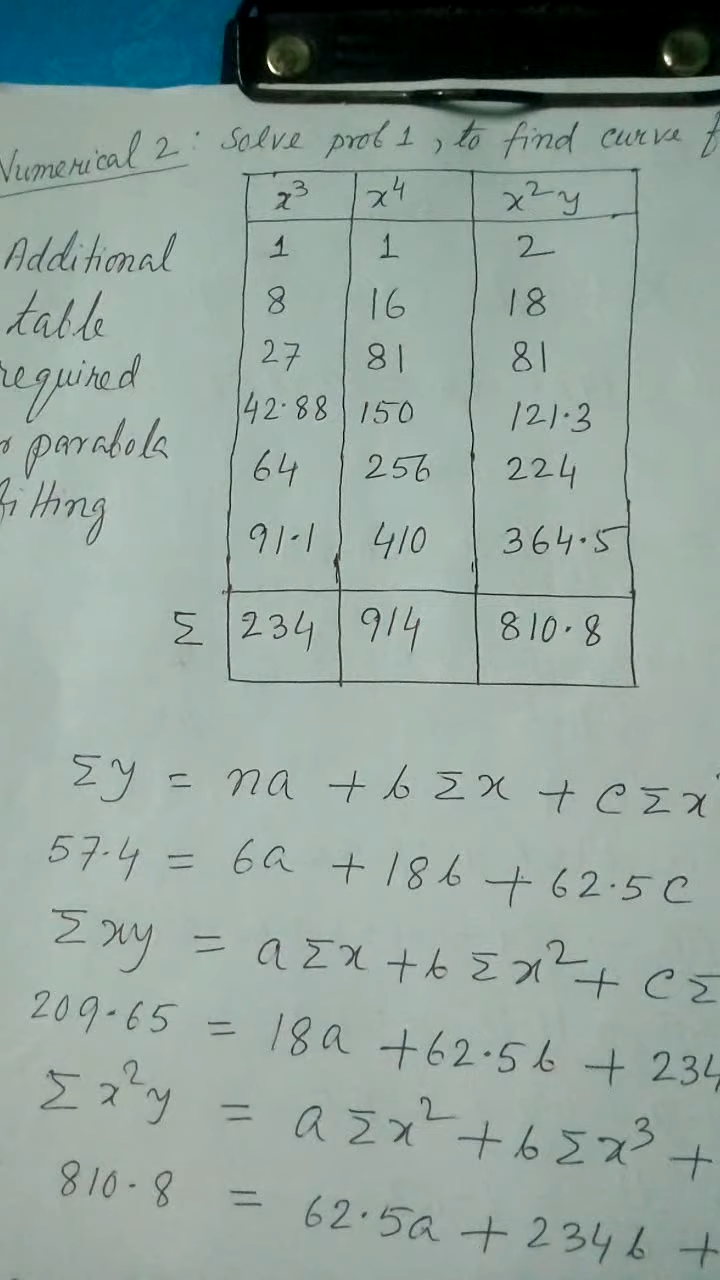 Numerical 2: Solve prob 1, to find curve f
Additional table required parabola fitting
x³ x⁴ x²y
1 1 2
8 16 18
27 81 81
42.88 150 121.3
64 256 224
91.1 410 364.5
Σ 234 914 810.8
Σy = na + bΣx + cΣx
57.4 = 6a + 18b + 62.5c
Σxy = aΣx + bΣx² + cΣ
209.65 = 18a + 62.5b + 234
Σx²y = aΣx² + bΣx³ +
810.8 = 62.5a + 234b +